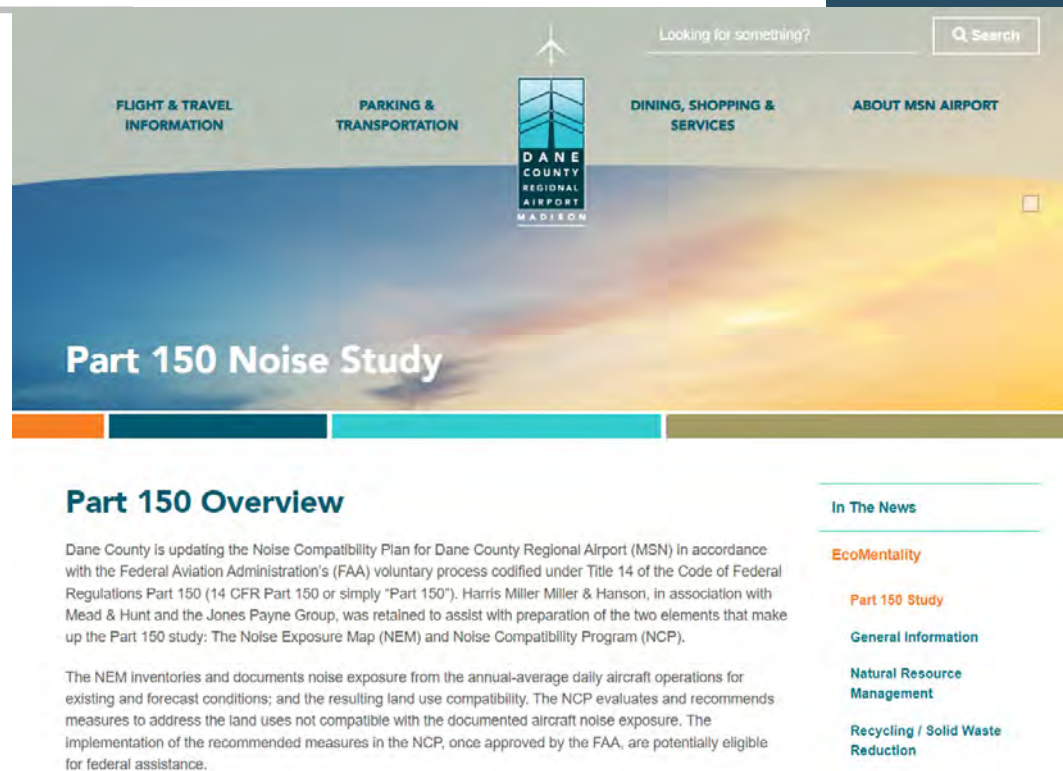 Looking for something?
Search
FLIGHT & TRAVEL
INFORMATION
PARKING &
TRANSPORTATION
DANE
COUNTY
REGIONAL
AIRPORT
MADISON
DINING, SHOPPING &
SERVICES
ABOUT MSN AIRPORT
Part 150 Noise Study
Part 150 Overview
Dane County is updating the Noise Compatibility Plan for Dane County Regional Airport (MSN) in accordance
with the Federal Aviation Administration's (FAA) voluntary process codified under Title 14 of the Code of Federal
Regulations Part 150 (14 CFR Part 150 or simply "Part 150"). Harris Miller Miller & Hanson, in association with
Mead & Hunt and the Jones Payne Group, was retained to assist with preparation of the two elements that make
up the Part 150 study: The Noise Exposure Map (NEM) and Noise Compatibility Program (NCP).
The NEM inventories and documents noise exposure from the annual-average daily aircraft operations for
existing and forecast conditions; and the resulting land use compatibility. The NCP evaluates and recommends
measures to address the land uses not compatible with the documented aircraft noise exposure. The
implementation of the recommended measures in the NCP, once approved by the FAA, are potentially eligible
for federal assistance.
In The News
EcoMentality
Part 150 Study
General Information
Natural Resource
Management
Recycling / Solid Waste
Reduction